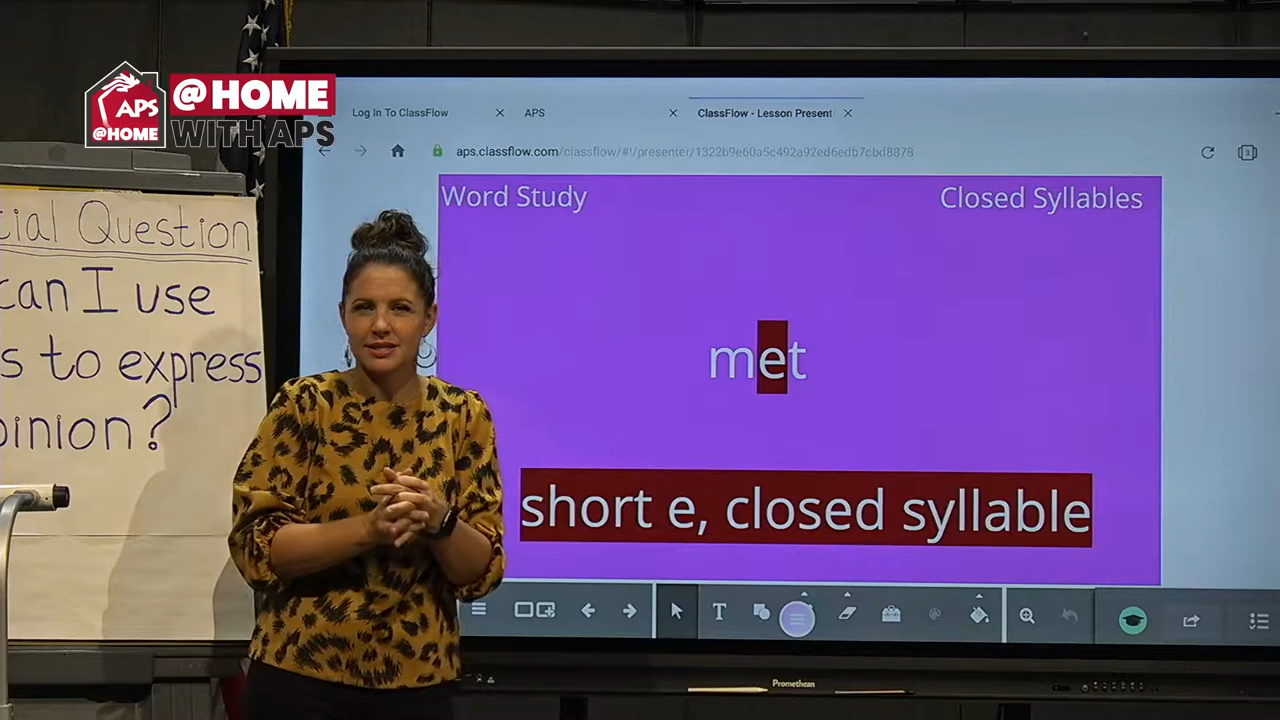 APS
@HOME
@HOME
WITH APS
Log In To ClassFlow
APS
ClassFlow - Lesson Present
aps.classflow.com/classflow/#!/presenter/1322b9e60a5c492a92ed6edb7cbd8878
Word Study
Closed Syllables
met
short e, closed syllable
T
cial Question
can I use
s to express
pinion?
Promethean